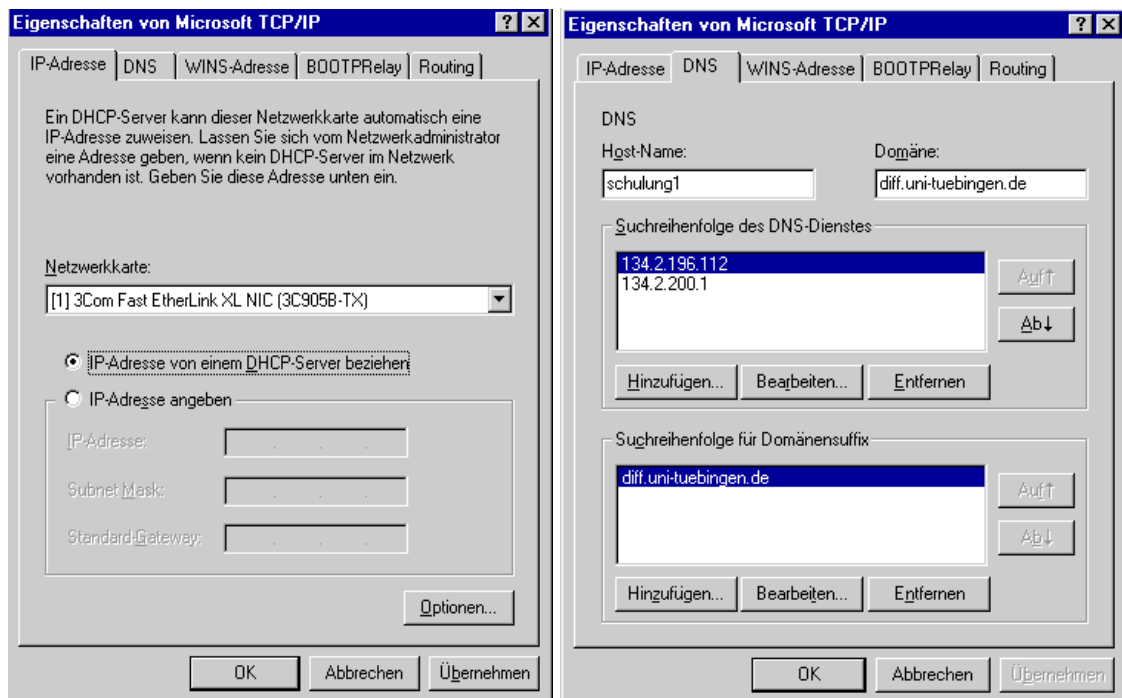 Eigenschaften von Microsoft TCP/IP
IP-Adresse
DNS
WINS-Adresse
BOOTPRelay
Routing
Ein DHCP-Server kann dieser Netzwerkkarte automatisch eine
IP-Adresse zuweisen. Lassen Sie sich vom Netzwerkadministrator
eine Adresse geben, wenn kein DHCP-Server im Netzwerk
vorhanden ist. Geben Sie diese Adresse unten ein.
Netzwerkkarte:
[1] 3Com Fast EtherLink XL NIC (3C905B-TX)
IP-Adresse von einem DHCP-Server beziehen
IP-Adresse angeben
IP-Adresse:
Subnet Mask:
Standard-Gateway:
Optionen...
OK
Abbrechen
Übernehmen
Eigenschaften von Microsoft TCP/IP
IP-Adresse
DNS
WINS-Adresse
BOOTPRelay
Routing
DNS
Host-Name:
Domäne:
schulung1
diff.uni-tuebingen.de
Suchreihenfolge des DNS-Dienstes
134.2.196.112
134.2.200.1
Auf↑
Ab↓
Hinzufügen...
Bearbeiten...
Entfernen
Suchreihenfolge für Domänensuffix
diff.uni-tuebingen.de
Auf↑
Ab↓
Hinzufügen...
Bearbeiten...
Entfernen
OK
Abbrechen
Übernehmen